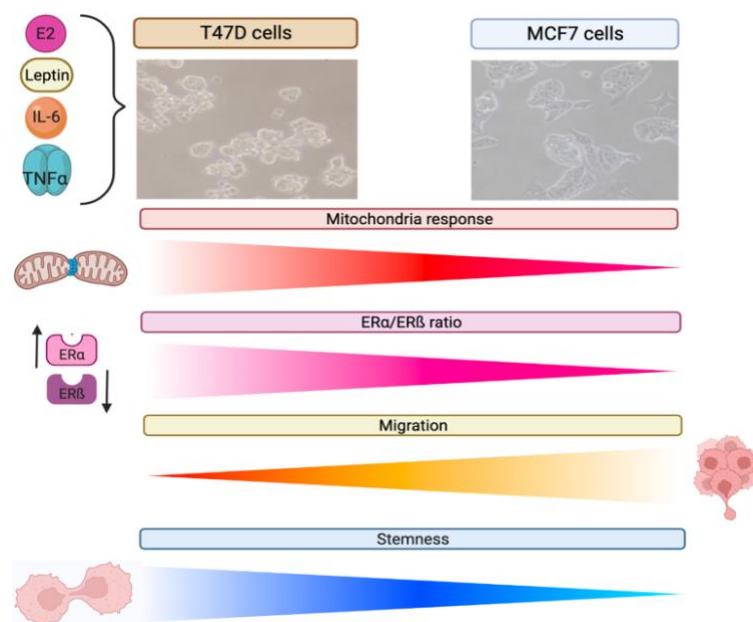 E2
Leptin
IL-6
TNFα
T47D cells
MCF7 cells
Mitochondria response
ERα/ERß ratio
ERα
ERß
Migration
Stemness